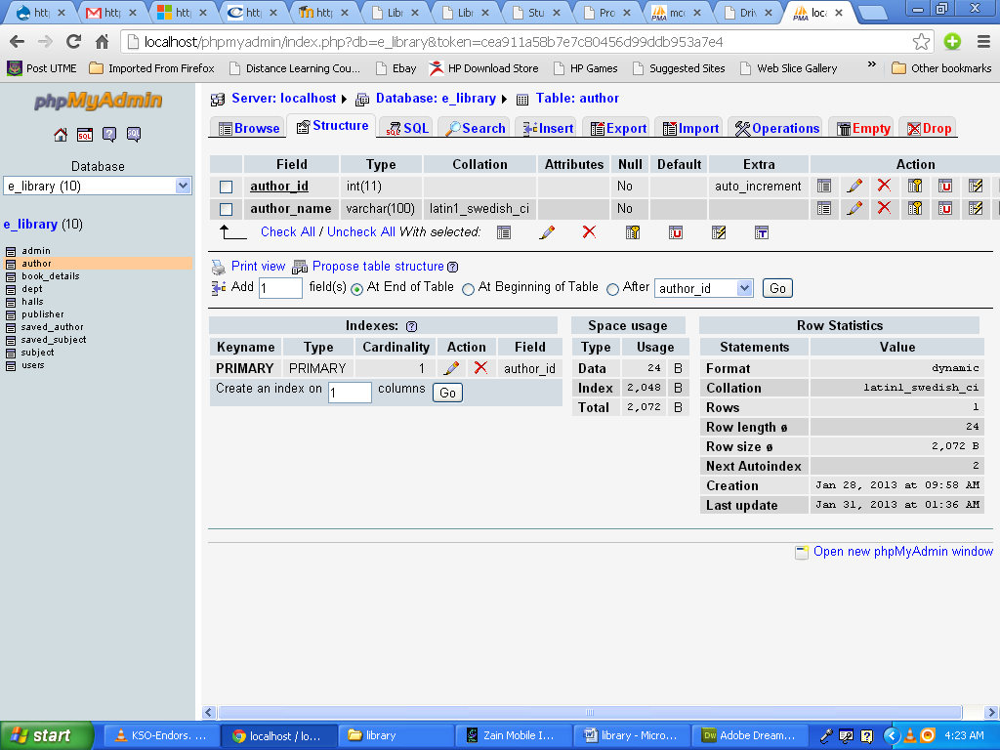 http http http http http Libr Libr Stu Pro mc Driv loca
localhost/phpmyadmin/index.php?db=e_library&token=cea911a58b7e7c80456d99ddb953a7e4
Post UTME Imported From Firefox Distance Learning Cou... Ebay HP Download Store HP Games Suggested Sites Web Slice Gallery » Other bookmarks
phpMyAdmin
SQL
Database
e_library (10)
e_library (10)
admin
author
book_details
dept
halls
publisher
saved_author
saved_subject
subject
users
Server: localhost Database: e_library Table: author
Browse Structure SQL Search Insert Export Import Operations Empty Drop
Field Type Collation Attributes Null Default Extra Action
author_id int(11) No auto_increment
author_name varchar(100) latin1_swedish_ci No
Check All / Uncheck All With selected:
Print view Propose table structure
Add 1 field(s) At End of Table At Beginning of Table After author_id Go
Indexes:
Keyname Type Cardinality Action Field
PRIMARY PRIMARY 1 author_id
Create an index on 1 columns Go
Space usage
Type Usage
Data 24 B
Index 2,048 B
Total 2,072 B
Row Statistics
Statements Value
Format dynamic
Collation latin1_swedish_ci
Rows 1
Row length ø 24
Row size ø 2,072 B
Next Autoindex 2
Creation Jan 28, 2013 at 09:58 AM
Last update Jan 31, 2013 at 01:36 AM
Open new phpMyAdmin window
start KSO-Endors. ... localhost / lo... library Zain Mobile I... library - Micro... Adobe Dream... 4:23 AM